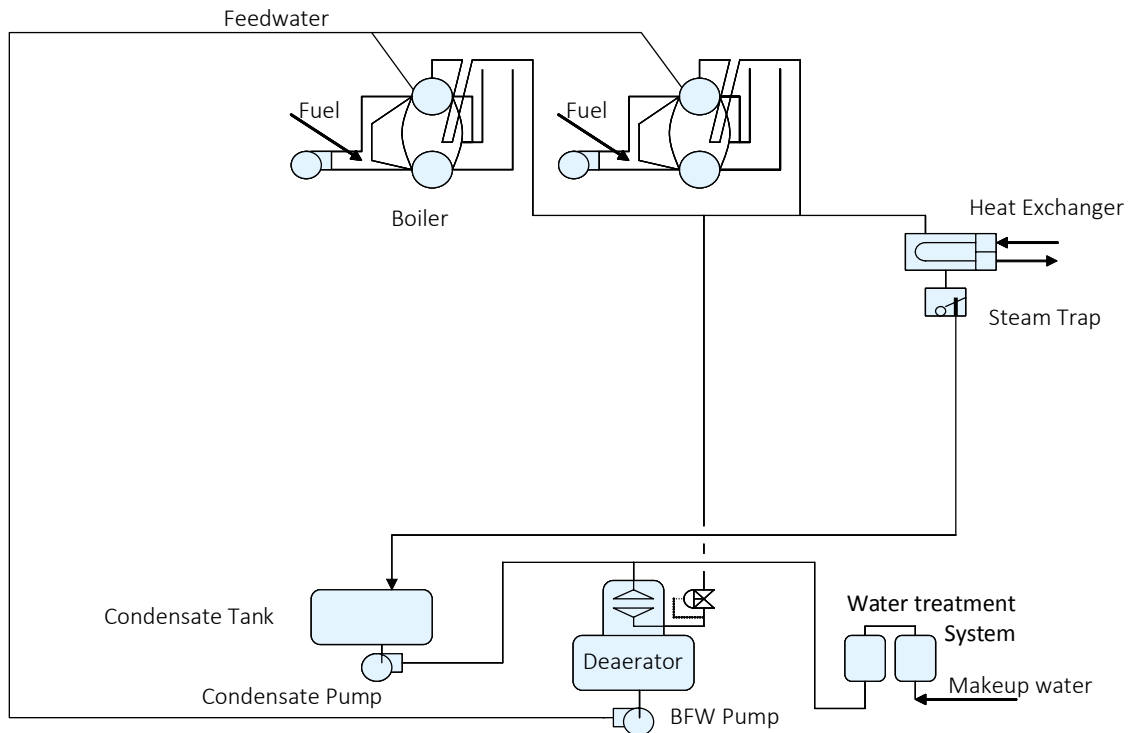 Feedwater
Fuel
Fuel
Boiler
Heat Exchanger
Steam Trap
Condensate Tank
Water treatment
System
Deaerator
Makeup water
Condensate Pump
BFW Pump